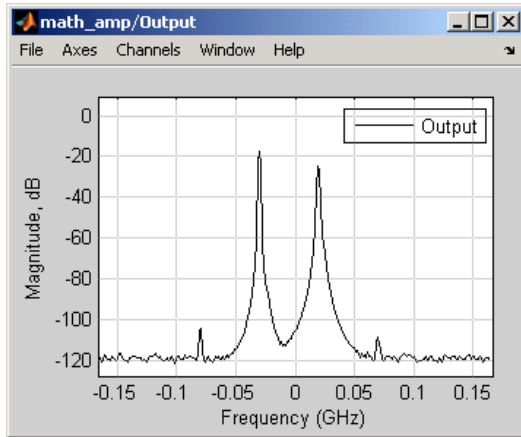 math_amp/Output
File Axes Channels Window Help
Output
0
-20
-40
-60
-80
-100
-120
Magnitude, dB
-0.15 -0.1 -0.05 0 0.05 0.1 0.15
Frequency (GHz)